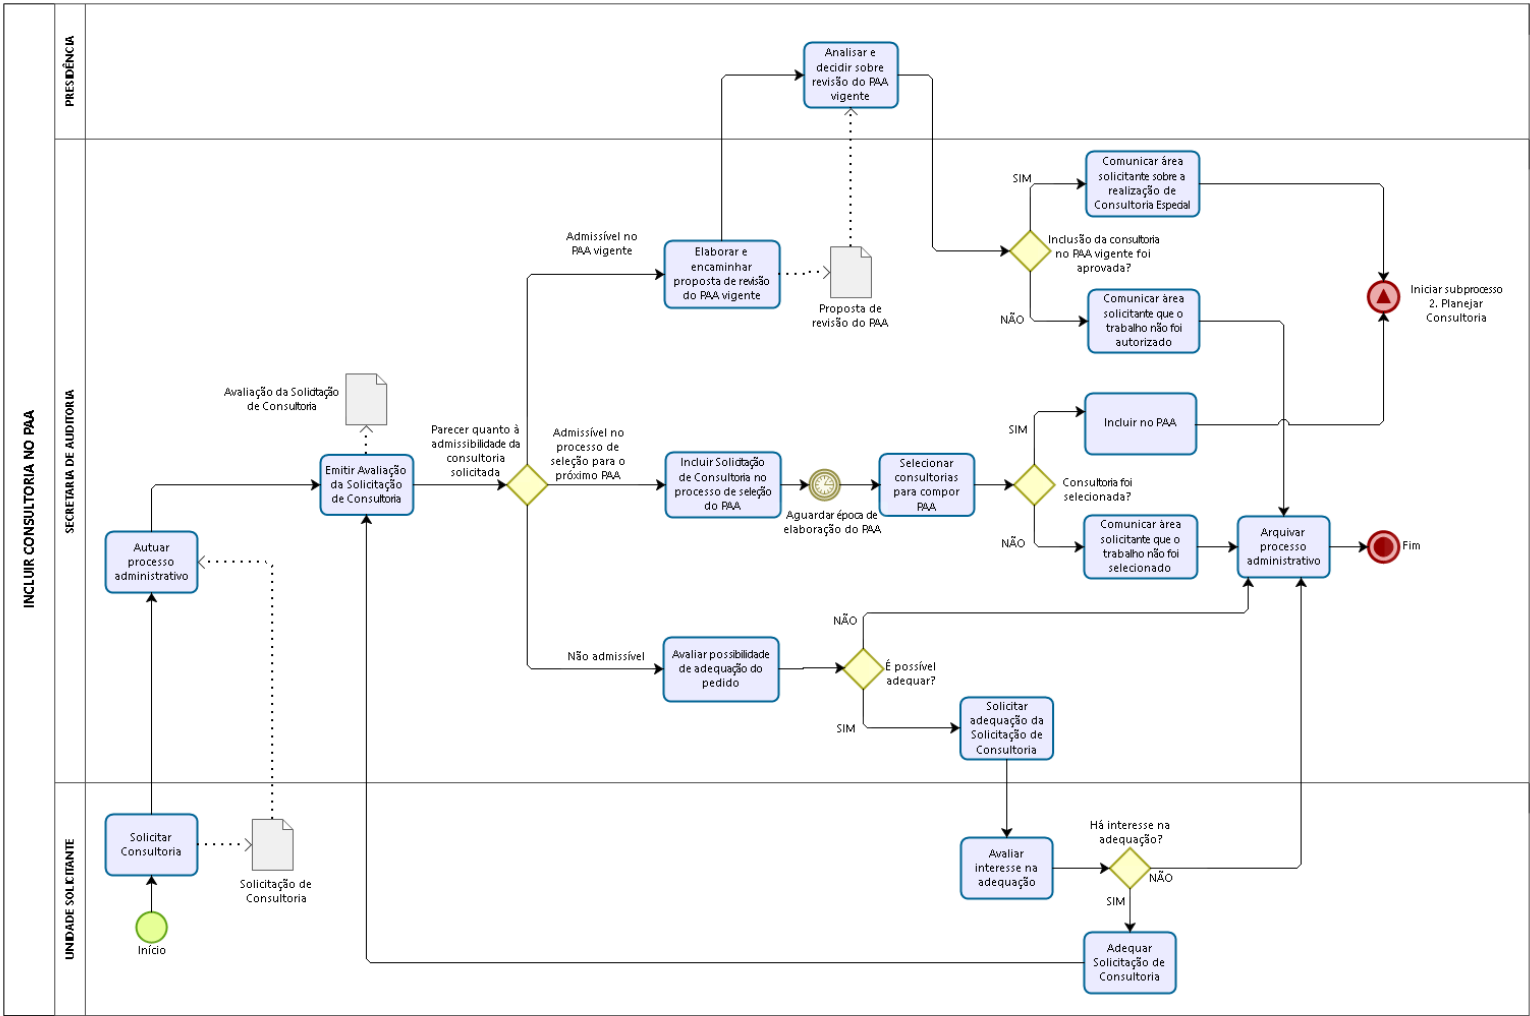 INCLUIR CONSULTORIA NO PAA
PRESIDÊNCIA
Analisar e
decidir sobre
revisão do PAA
vigente
SECRETARIA DE AUDITORIA
Comunicar área
solicitante sobre a
realização de
Consultoria Especial
SIM
Admissível no
PAA vigente
Elaborar e
encaminhar
proposta de revisão
do PAA vigente
Proposta de
revisão do PAA
Inclusão da consultoria
no PAA vigente foi
aprovada?
NÃO
Comunicar área
solicitante que o
trabalho não foi
autorizado
Iniciar subprocesso
2. Planejar
Consultoria
Avaliação da Solicitação
de Consultoria
Emitir Avaliação
da Solicitação
de Consultoria
Parecer quanto à
admissibilidade da
consultoria
solicitada
Admissível no
processo de
seleção para o
próximo PAA
Incluir Solicitação
de Consultoria no
processo de seleção
do PAA
Aguardar época de
elaboração do PAA
Selecionar
consultorias
para compor
PAA
SIM
Incluir no PAA
Consultoria foi
selecionada?
NÃO
Comunicar área
solicitante que o
trabalho não foi
selecionado
Arquivar
processo
administrativo
Fim
Autuar
processo
administrativo
Não admissível
Avaliar possibilidade
de adequação do
pedido
NÃO
É possível
adequar?
SIM
Solicitar
adequação da
Solicitação de
Consultoria
UNIDADE SOLICITANTE
Solicitar
Consultoria
Solicitação de
Consultoria
Início
Avaliar
interesse na
adequação
Há interesse na
adequação?
NÃO
SIM
Adequar
Solicitação de
Consultoria